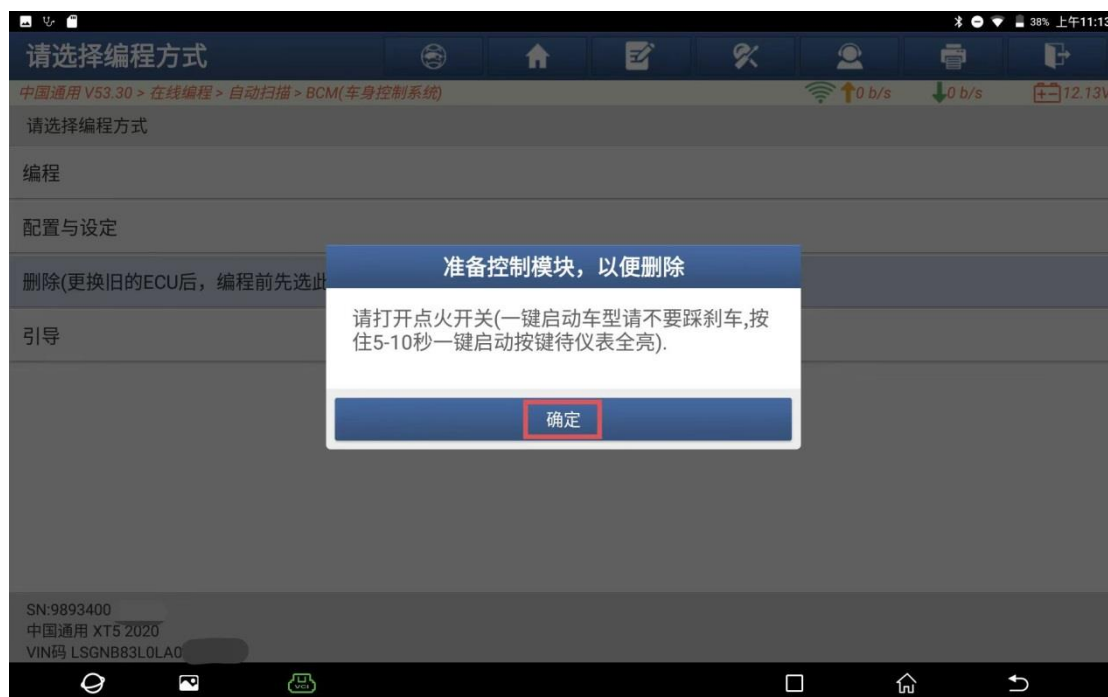 38% 上午11:13
请选择编程方式
中国通用 V53.30 > 在线编程 > 自动扫描 > BCM(车身控制系统)
0 b/s
0 b/s
12.13V
请选择编程方式
编程
配置与设定
删除(更换旧的ECU后，编程前先选此
引导
准备控制模块，以便删除
请打开点火开关(一键启动车型请不要踩刹车,按
住5-10秒一键启动按键待仪表全亮).
确定
SN:9893400
中国通用 XT5 2020
VIN码 LSGNB83L0LA0
VCI